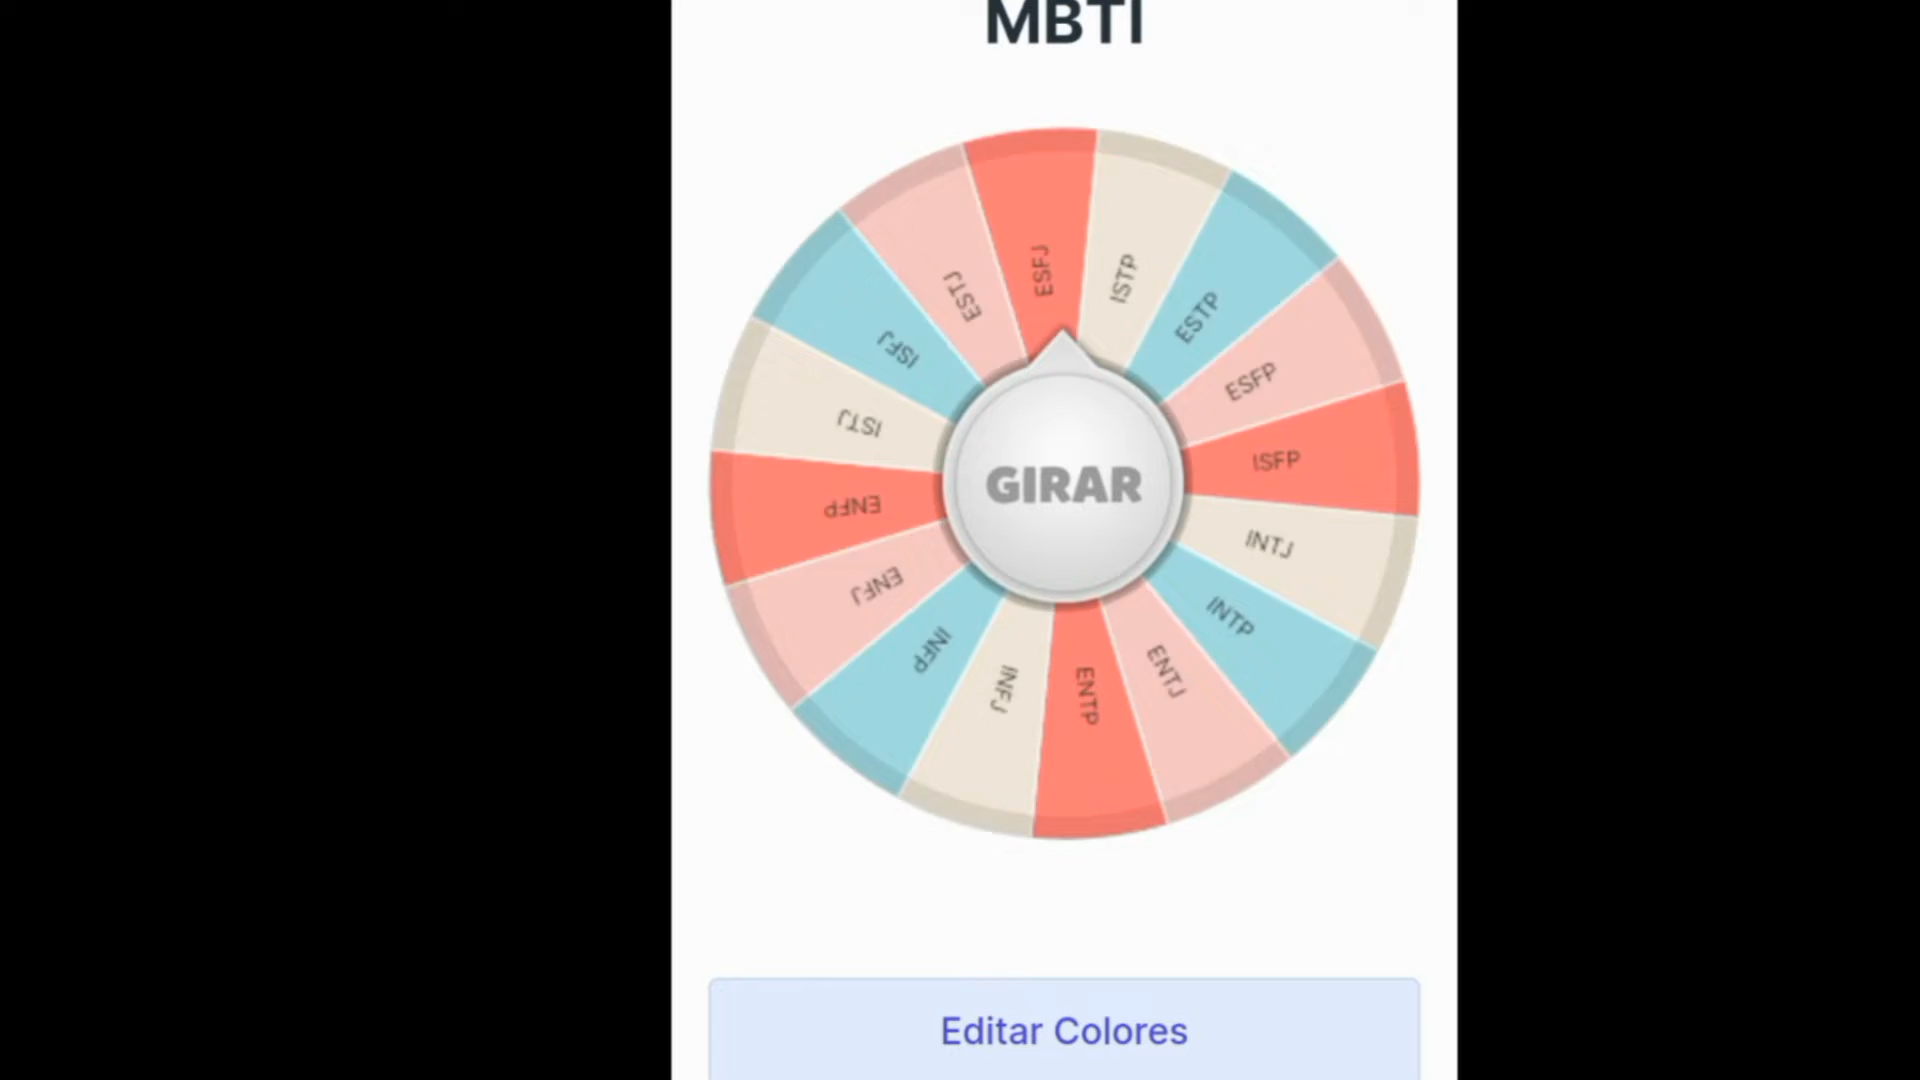 MBTI
ESFJ
ISTP
ESTP
ESFP
ISFP
INTJ
INTP
ENTJ
ENTP
INFJ
INFP
ENFJ
ENFP
ISTJ
ISFJ
ESTJ
GIRAR
Editar Colores